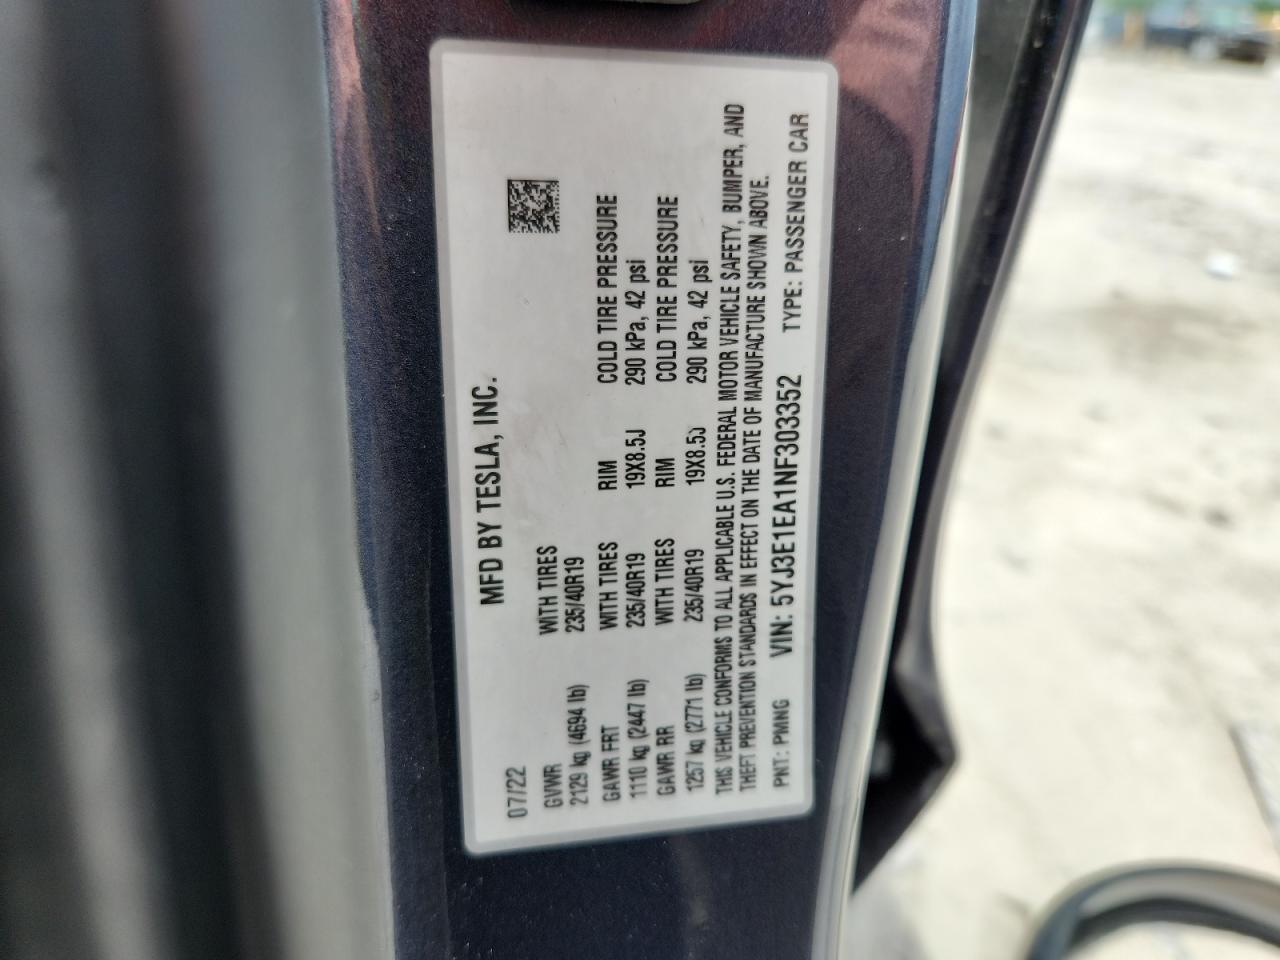 MFD BY TESLA, INC.
07/22
GVWR WITH TIRES
2129 kg (4694 lb) 235/40R19
GAWR FRT WITH TIRES RIM COLD TIRE PRESSURE
1110 kg (2447 lb) 235/40R19 19X8.5J 290 kPa, 42 psi
GAWR RR WITH TIRES RIM COLD TIRE PRESSURE
1257 kg (2771 lb) 235/40R19 19X8.5J 290 kPa, 42 psi
THIS VEHICLE CONFORMS TO ALL APPLICABLE U.S. FEDERAL MOTOR VEHICLE SAFETY, BUMPER, AND
THEFT PREVENTION STANDARDS IN EFFECT ON THE DATE OF MANUFACTURE SHOWN ABOVE.
PNT: PMNG VIN: 5YJ3E1EA1NF303352 TYPE: PASSENGER CAR